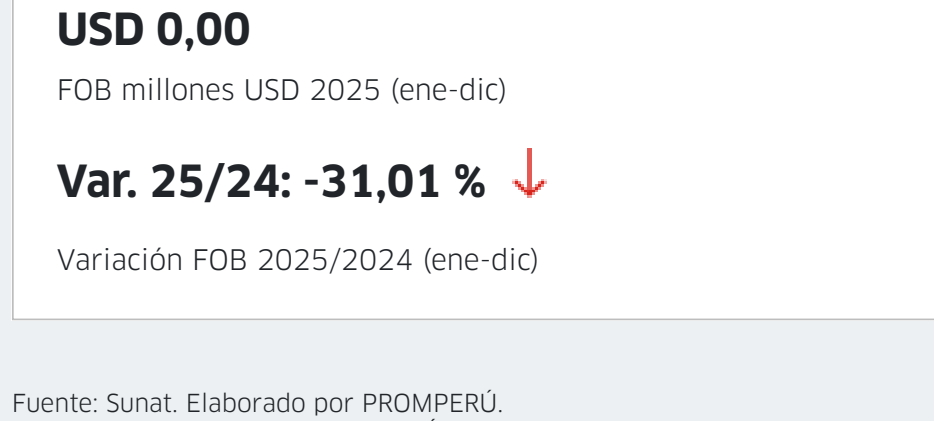 USD 0,00
FOB millones USD 2025 (ene-dic)
Var. 25/24: -31,01 %
Variación FOB 2025/2024 (ene-dic)
Fuente: Sunat. Elaborado por PROMPERÚ.